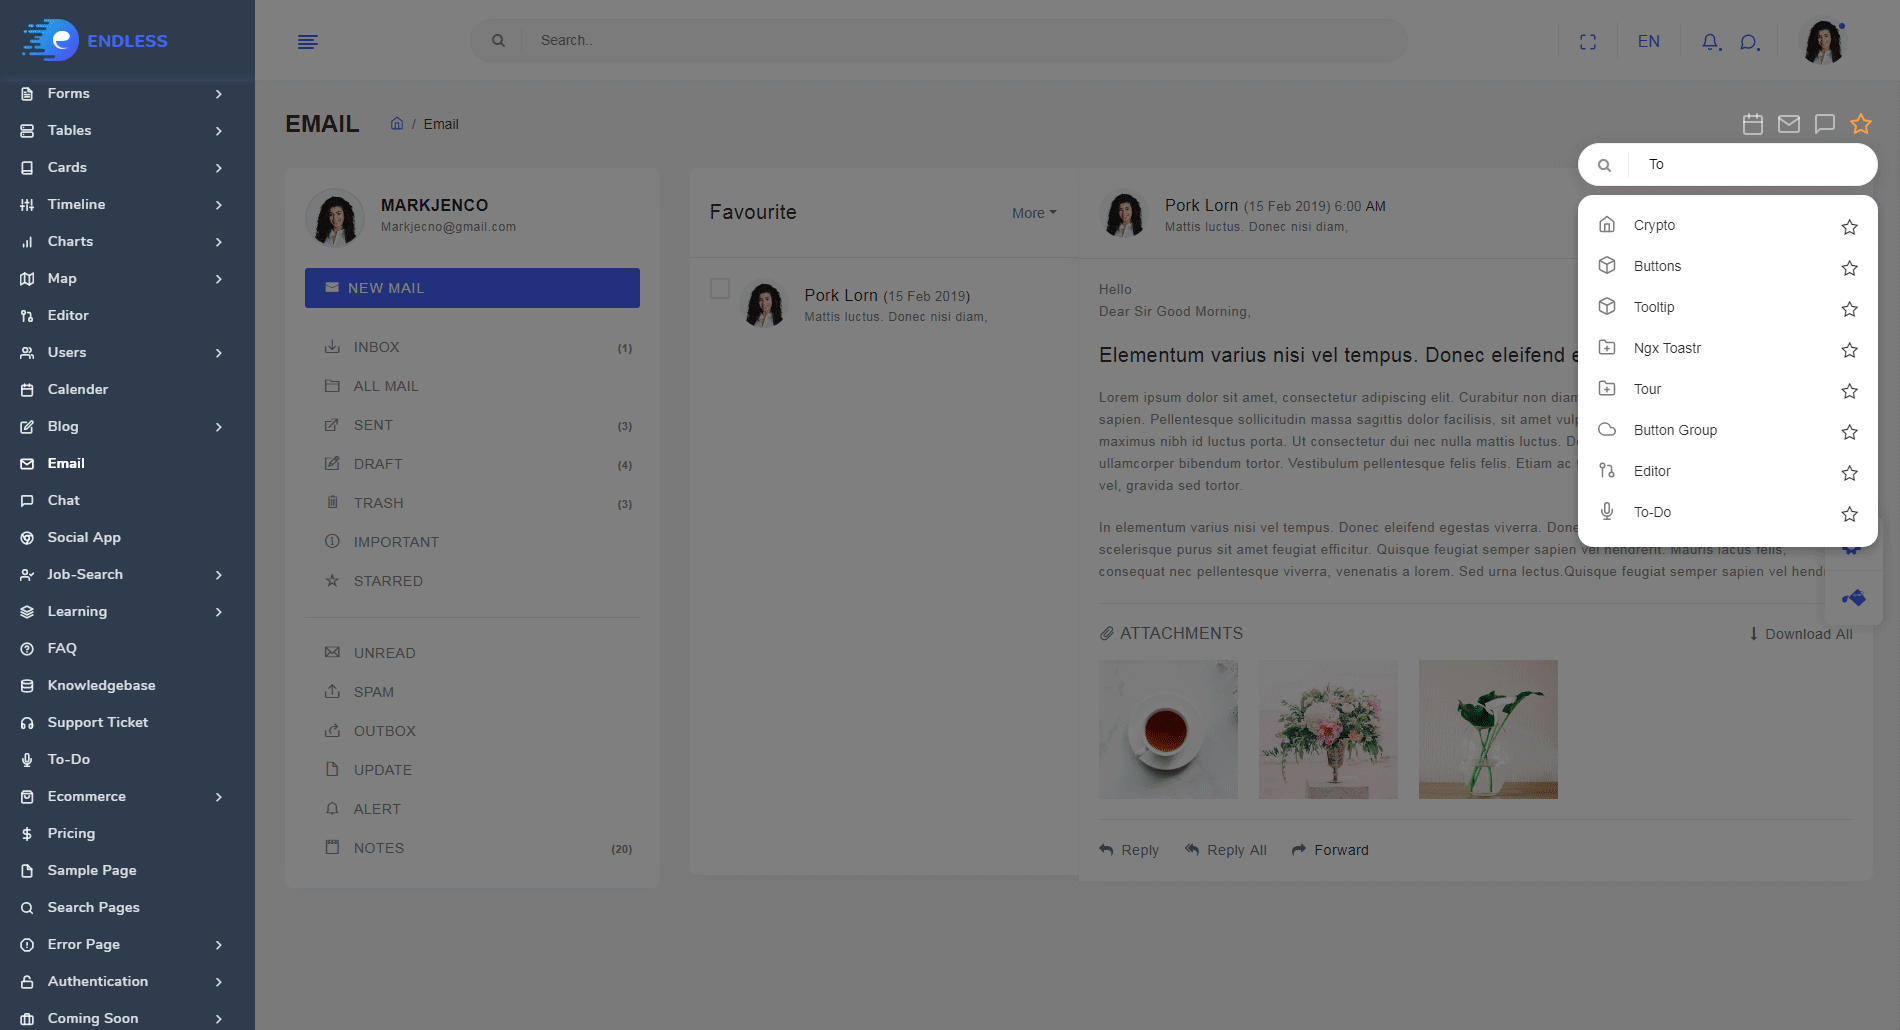 ENDLESS
Forms
Tables
Cards
Timeline
Charts
Map
Editor
Users
Calender
Blog
Email
Chat
Social App
Job-Search
Learning
FAQ
Knowledgebase
Support Ticket
To-Do
Ecommerce
Pricing
Sample Page
Search Pages
Error Page
Authentication
Coming Soon
Search..
EN
EMAIL
/ Email
MARKJENCO
Markjecno@gmail.com
NEW MAIL
INBOX (1)
ALL MAIL
SENT (3)
DRAFT (4)
TRASH (3)
IMPORTANT
STARRED
UNREAD
SPAM
OUTBOX
UPDATE
ALERT
NOTES (20)
Favourite
More
Pork Lorn (15 Feb 2019)
Mattis luctus. Donec nisi diam,
Pork Lorn (15 Feb 2019) 6:00 AM
Mattis luctus. Donec nisi diam,
Hello
Dear Sir Good Morning,
Elementum varius nisi vel tempus. Donec eleifend e
Lorem ipsum dolor sit amet, consectetur adipiscing elit. Curabitur non diam
sapien. Pellentesque sollicitudin massa sagittis dolor facilisis, sit amet vulp
maximus nibh id luctus porta. Ut consectetur dui nec nulla mattis luctus. D
ullamcorper bibendum tortor. Vestibulum pellentesque felis felis. Etiam ac
vel, gravida sed tortor.
In elementum varius nisi vel tempus. Donec eleifend egestas viverra. Done
scelerisque purus sit amet feugiat efficitur. Quisque feugiat semper sapien vel hendrerit. Mauris lacus felis,
consequat nec pellentesque viverra, venenatis a lorem. Sed urna lectus.Quisque feugiat semper sapien vel hendr
ATTACHMENTS
Download All
Reply
Reply All
Forward
To
Crypto
Buttons
Tooltip
Ngx Toastr
Tour
Button Group
Editor
To-Do